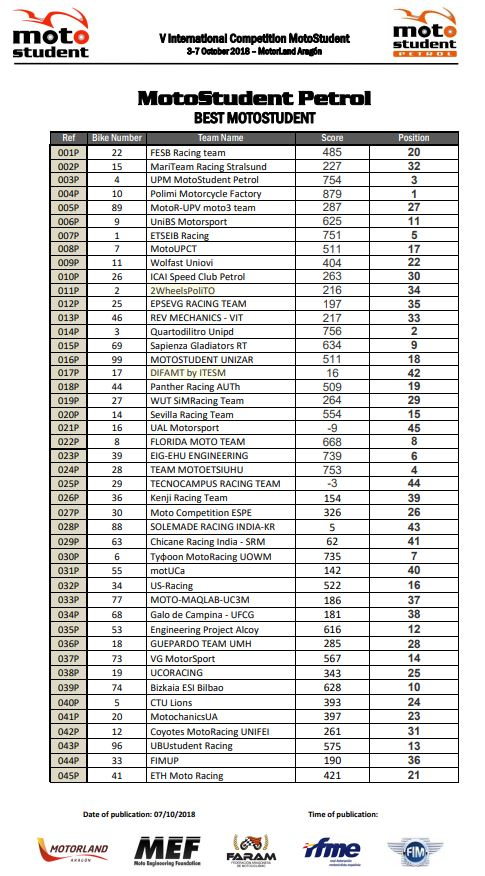 moto student
V International Competition MotoStudent
3-7 October 2018 – MotorLand Aragón
moto student PETROL
MotoStudent Petrol
BEST MOTOSTUDENT
Ref Bike Number Team Name Score Position
001P 22 FESB Racing team 485 20
002P 15 MariTeam Racing Stralsund 227 32
003P 4 UPM MotoStudent Petrol 754 3
004P 10 Polimi Motorcycle Factory 879 1
005P 89 MotoR-UPV moto3 team 287 27
006P 9 UniBS Motorsport 625 11
007P 1 ETSEIB Racing 751 5
008P 7 MotoUPCT 511 17
009P 11 Wolfast Uniovi 404 22
010P 26 ICAI Speed Club Petrol 263 30
011P 2 2WheelsPoliTO 216 34
012P 25 EPSEVG RACING TEAM 197 35
013P 46 REV MECHANICS - VIT 217 33
014P 3 Quartodilitro Unipd 756 2
015P 69 Sapienza Gladiators RT 634 9
016P 99 MOTOSTUDENT UNIZAR 511 18
017P 17 DIFAMT by ITESM 16 42
018P 44 Panther Racing AUTh 509 19
019P 27 WUT SiMRacing Team 264 29
020P 14 Sevilla Racing Team 554 15
021P 16 UAL Motorsport -9 45
022P 8 FLORIDA MOTO TEAM 668 8
023P 39 EIG-EHU ENGINEERING 739 6
024P 28 TEAM MOTOETSIUHU 753 4
025P 29 TECNOCAMPUS RACING TEAM -3 44
026P 36 Kenji Racing Team 154 39
027P 30 Moto Competition ESPE 326 26
028P 88 SOLEMADE RACING INDIA-KR 5 43
029P 63 Chicane Racing India - SRM 62 41
030P 6 Tyφoon MotoRacing UOWM 735 7
031P 55 motUCa 142 40
032P 34 US-Racing 522 16
033P 77 MOTO-MAQLAB-UC3M 186 37
034P 68 Galo de Campina - UFCG 181 38
035P 53 Engineering Project Alcoy 616 12
036P 18 GUEPARDO TEAM UMH 285 28
037P 73 VG MotorSport 567 14
038P 19 UCORACING 343 25
039P 74 Bizkaia ESI Bilbao 628 10
040P 5 CTU Lions 393 24
041P 20 MotochanicsUA 397 23
042P 12 Coyotes MotoRacing UNIFEI 261 31
043P 96 UBUstudent Racing 575 13
044P 33 FIMUP 190 36
045P 41 ETH Moto Racing 421 21
Date of publication: 07/10/2018 Time of publication:
MOTORLAND ARAGÓN
MEF Moto Engineering Foundation
FARAM FEDERACIÓN ARAGONESA DE MOTOCICLISMO
rfme real federación motociclista española
FIM